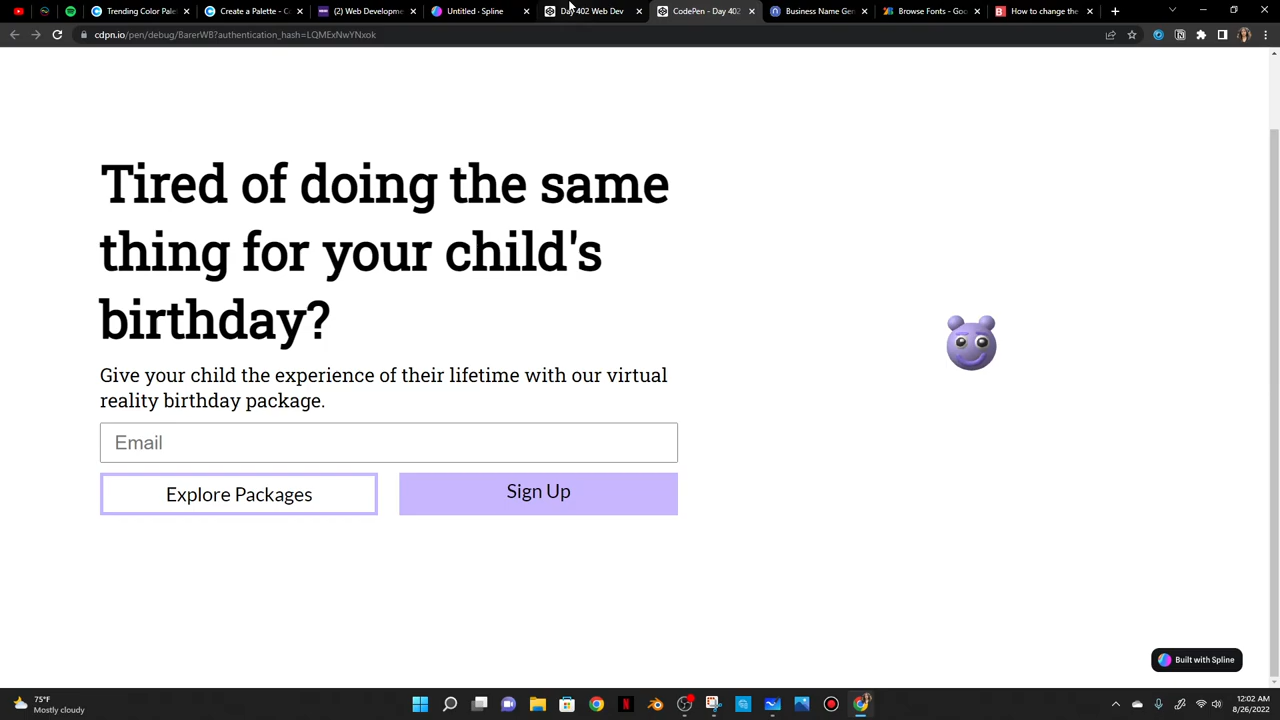 Trending Color Pale
Create a Palette - Co
(2) Web Developme
Untitled - Spline
Day 402 Web Dev
CodePen - Day 402
Business Name Gen
Browse Fonts - Goo
How to change the
cdpn.io/pen/debug/BarerWB?authentication_hash=LQMExNwYNxok
Tired of doing the same
thing for your child's
birthday?
Give your child the experience of their lifetime with our virtual
reality birthday package.
Email
Explore Packages
Sign Up
Built with Spline
75°F
Mostly cloudy
12:02 AM
8/26/2022